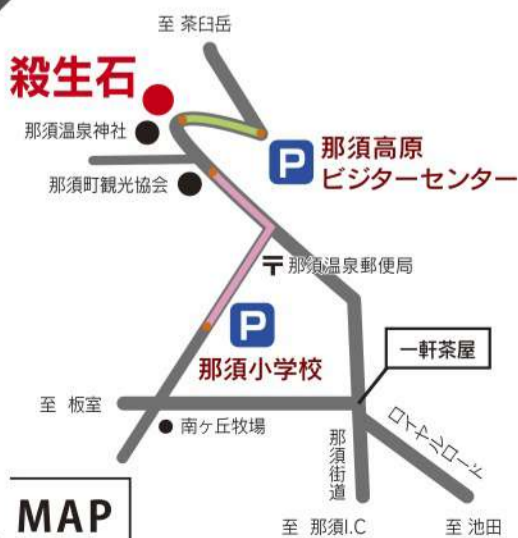 至 茶臼岳
殺生石
那須温泉神社
那須町観光協会
P
那須高原
ビジターセンター
〒那須温泉郵便局
P
那須小学校
一軒茶屋
至 板室
南ヶ丘牧場
那須街道
ロイヤルロード
MAP
至 那須I.C
至 池田